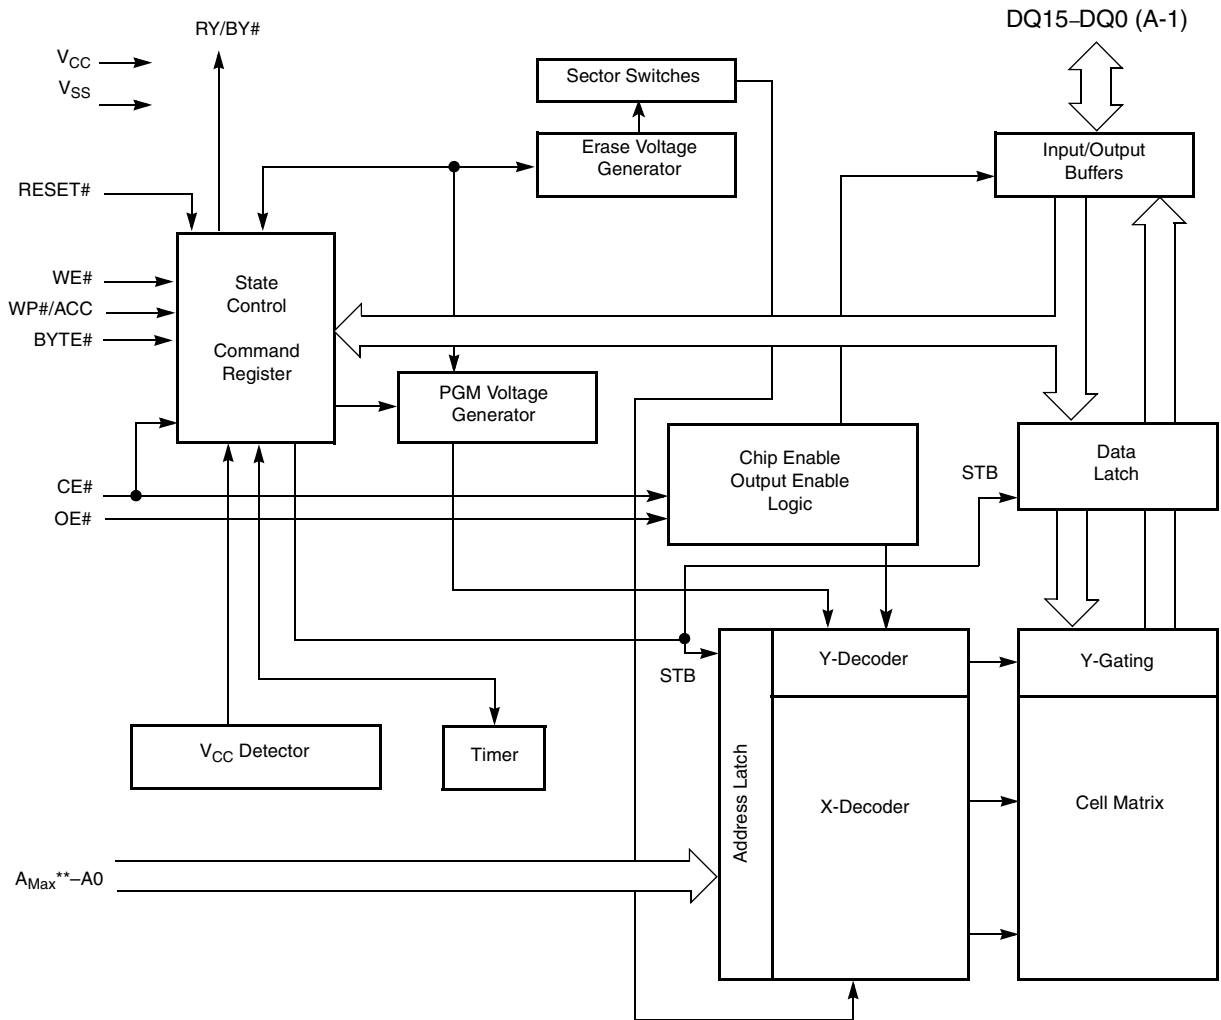 DQ15–DQ0 (A-1)
RY/BY#
VCC
VSS
Sector Switches
Erase Voltage
Generator
Input/Output
Buffers
RESET#
WE#
WP#/ACC
BYTE#
State
Control
Command
Register
PGM Voltage
Generator
Chip Enable
Output Enable
Logic
Data
Latch
STB
CE#
OE#
STB
Y-Decoder
Y-Gating
VCC Detector
Timer
Address Latch
X-Decoder
Cell Matrix
AMax**–A0